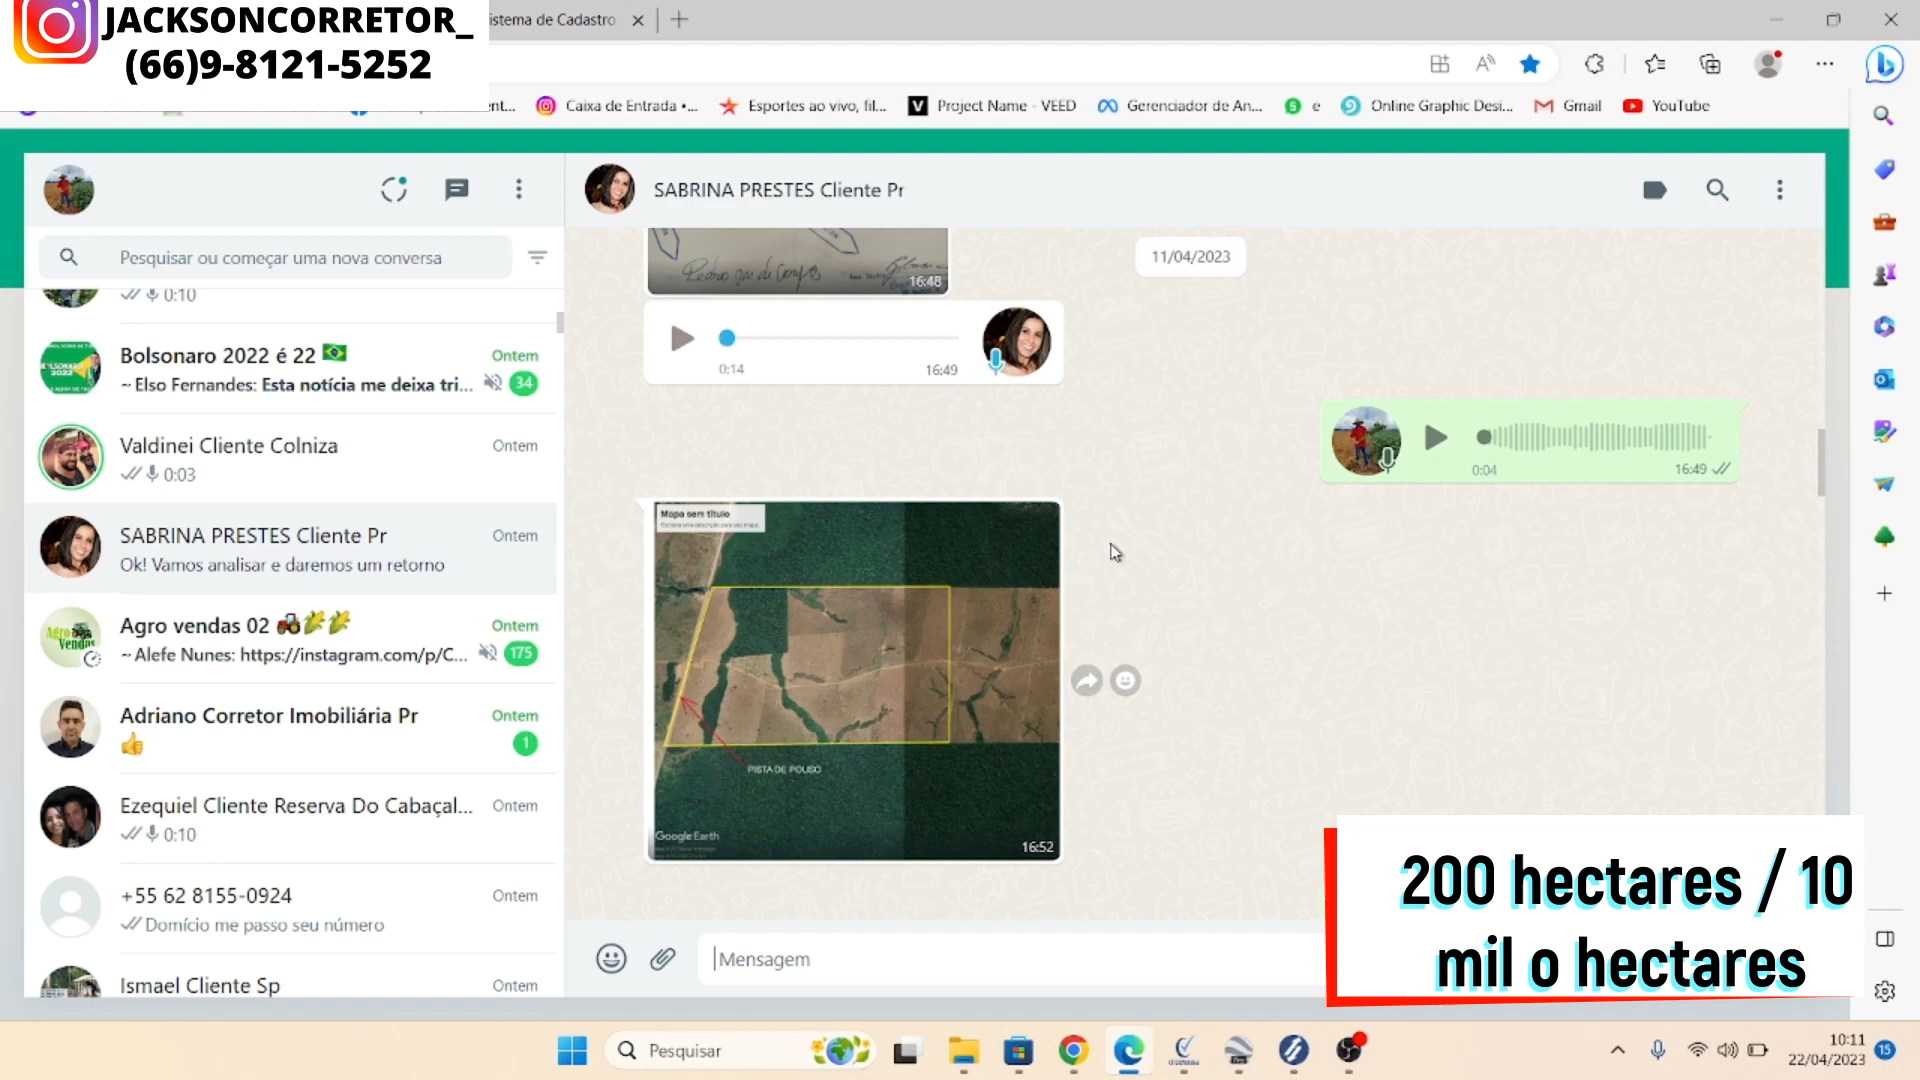 JACKSONCORRETOR_
(66)9-8121-5252
istema de Cadastro
ent...
Caixa de Entrada •...
Esportes ao vivo, fil...
Project Name - VEED
Gerenciador de An...
e
Online Graphic Desi...
Gmail
YouTube
SABRINA PRESTES Cliente Pr
Pesquisar ou começar uma nova conversa
0:10
Bolsonaro 2022 é 22 🇧🇷
Ontem
~ Elso Fernandes: Esta notícia me deixa tri...
34
Valdinei Cliente Colniza
Ontem
0:03
SABRINA PRESTES Cliente Pr
Ontem
Ok! Vamos analisar e daremos um retorno
Agro vendas 02 🚜🌽🌽
Ontem
~ Alefe Nunes: https://instagram.com/p/C...
175
Adriano Corretor Imobiliária Pr
Ontem
👍
1
Ezequiel Cliente Reserva Do Cabaçal...
Ontem
0:10
+55 62 8155-0924
Ontem
Domício me passo seu número
Ismael Cliente Sp
Ontem
11/04/2023
16:48
0:14
16:49
0:04
16:49
Mapa sem título
PISTA DE POUSO
Google Earth
16:52
Mensagem
200 hectares / 10
mil o hectares
Pesquisar
10:11
22/04/2023
15